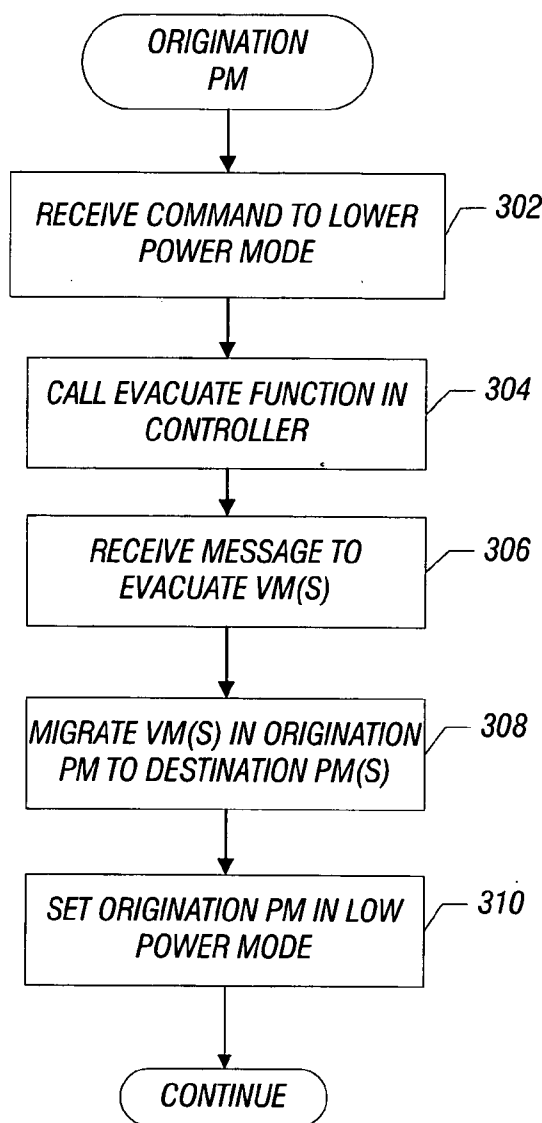 ORIGINATION
PM
RECEIVE COMMAND TO LOWER
POWER MODE
302
CALL EVACUATE FUNCTION IN
CONTROLLER
304
RECEIVE MESSAGE TO
EVACUATE VM(S)
306
MIGRATE VM(S) IN ORIGINATION
PM TO DESTINATION PM(S)
308
SET ORIGINATION PM IN LOW
POWER MODE
310
CONTINUE